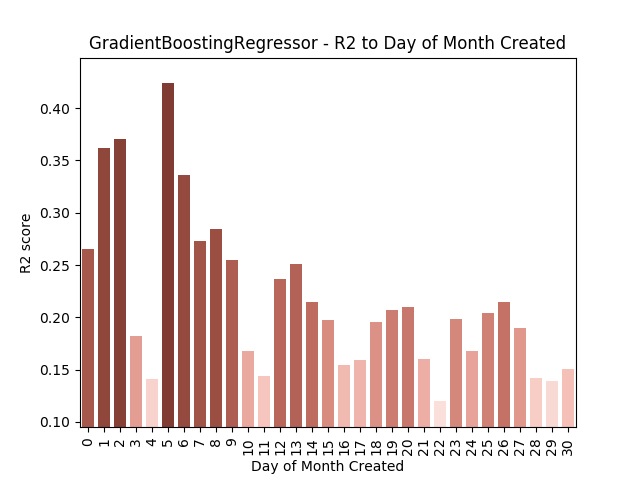 GradientBoostingRegressor - R2 to Day of Month Created
R2 score
0.40
0.35
0.30
0.25
0.20
0.15
0.10
0 1 2 3 4 5 6 7 8 9 10 11 12 13 14 15 16 17 18 19 20 21 22 23 24 25 26 27 28 29 30
Day of Month Created